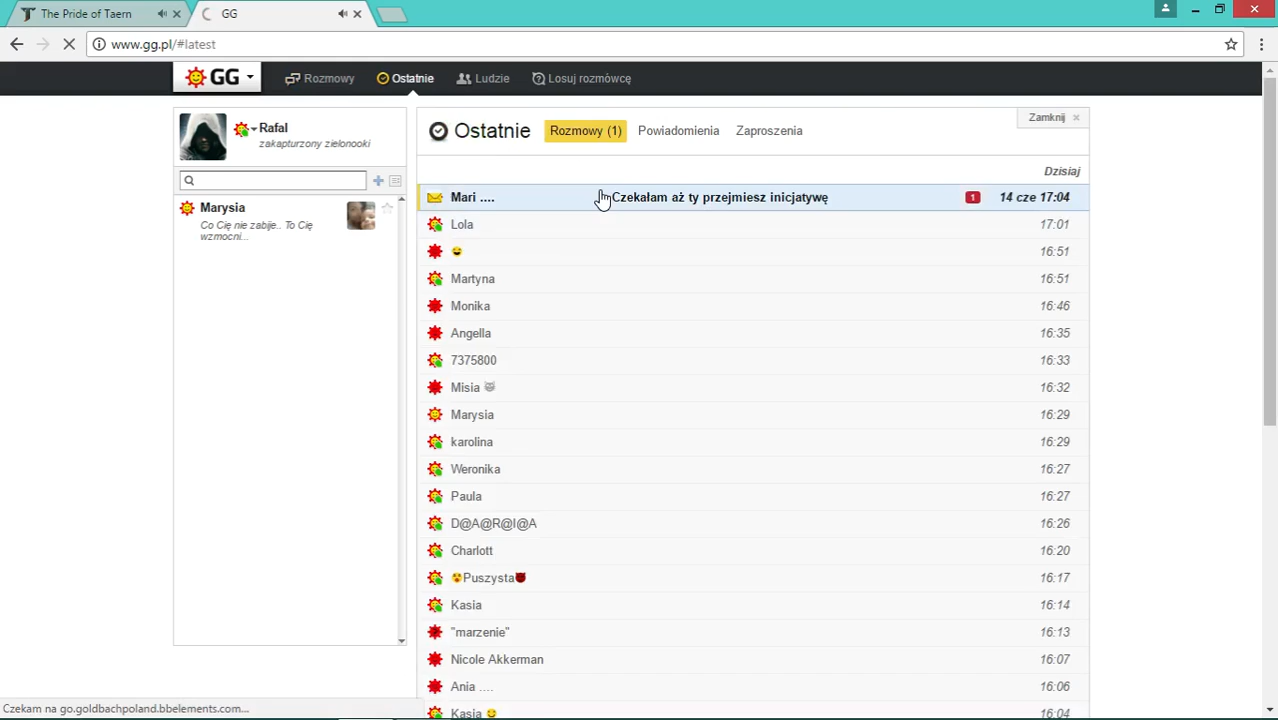 The Pride of Taern
GG
www.gg.pl/#latest
GG Rozmowy Ostatnie Ludzie Losuj rozmówcę
Rafal
zakapturzony zielonooki
Marysia
Co Cię nie zabije.. To Cię
wzmocni...
Ostatnie Rozmowy (1) Powiadomienia Zaproszenia Zamknij
Dzisiaj
Mari .... Czekałam aż ty przejmiesz inicjatywę 1 14 cze 17:04
Lola 17:01
16:51
Martyna 16:51
Monika 16:46
Angella 16:35
7375800 16:33
Misia 16:32
Marysia 16:29
karolina 16:29
Weronika 16:27
Paula 16:27
D@A@R@I@A 16:26
Charlott 16:20
Puszysta 16:17
Kasia 16:14
"marzenie" 16:13
Nicole Akkerman 16:07
Ania .... 16:06
Kasia 16:04
Czekam na go.goldbachpoland.bbelements.com...